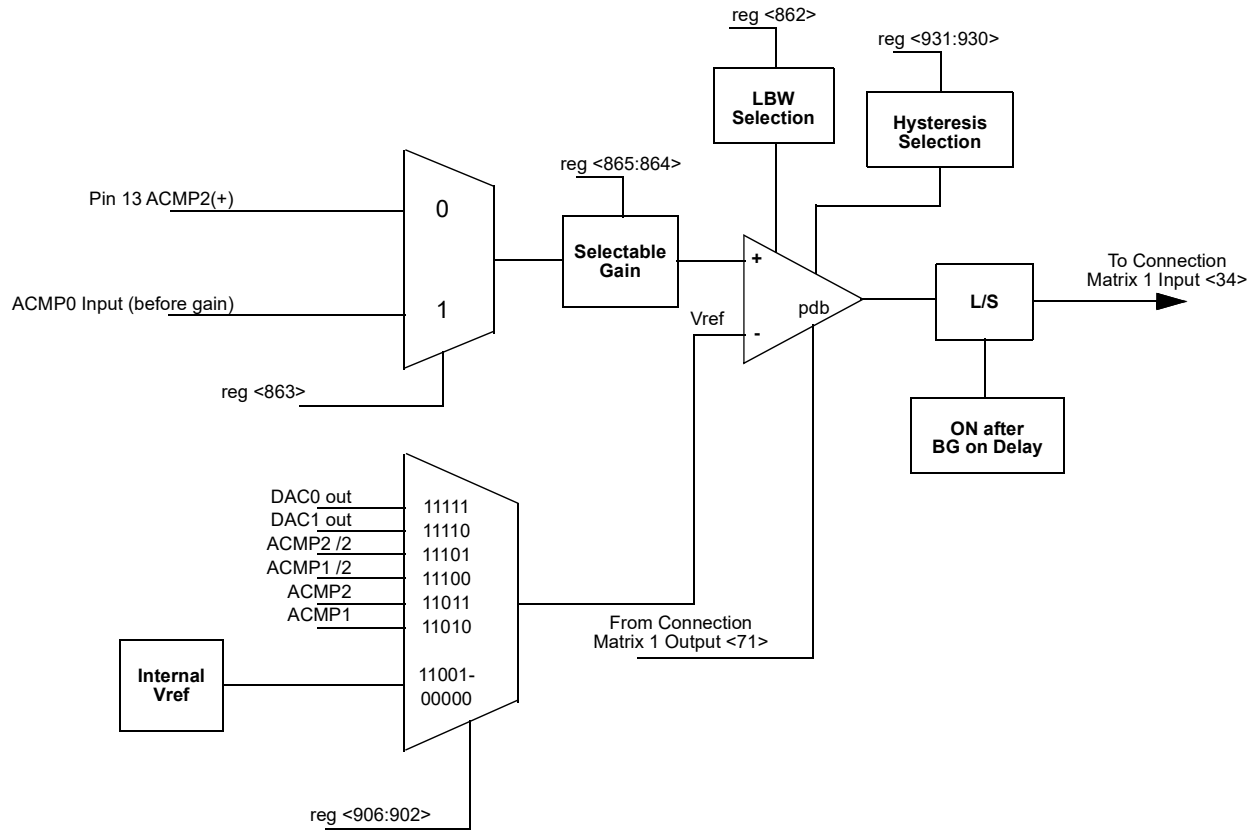 reg <862>
reg <931:930>
LBW
Selection
Hysteresis
Selection
reg <865:864>
Pin 13 ACMP2(+)
0
Selectable
Gain
+
To Connection
Matrix 1 Input <34>
ACMP0 Input (before gain)
1
L/S
pdb
Vref
-
reg <863>
ON after
BG on Delay
DAC0 out
11111
DAC1 out
11110
ACMP2 /2
11101
ACMP1 /2
11100
ACMP2
11011
ACMP1
11010
From Connection
Matrix 1 Output <71>
Internal
Vref
11001-
00000
reg <906:902>